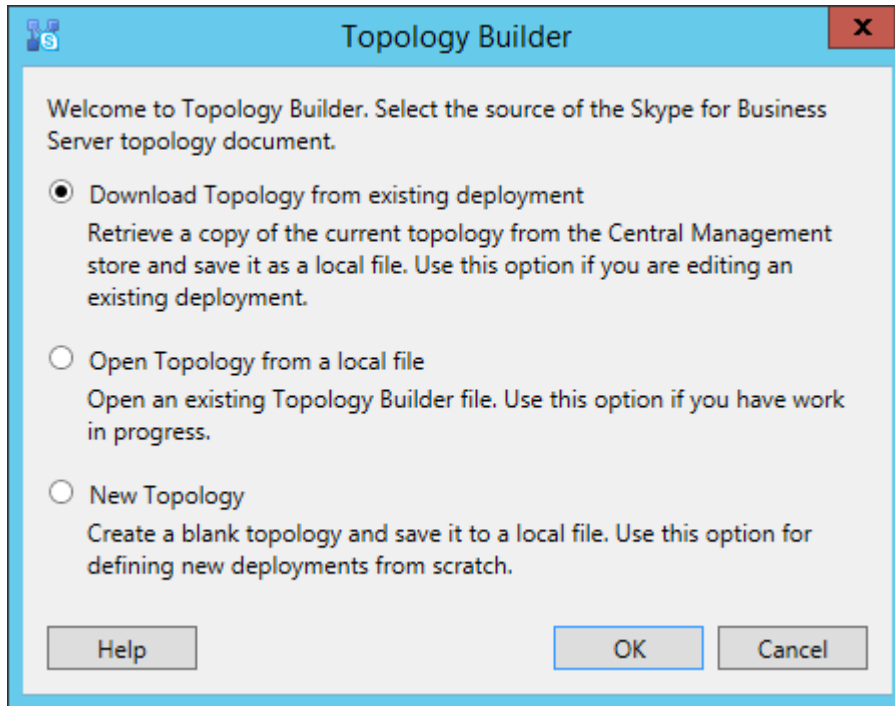 Topology Builder
x
Welcome to Topology Builder. Select the source of the Skype for Business
Server topology document.
Download Topology from existing deployment
Retrieve a copy of the current topology from the Central Management
store and save it as a local file. Use this option if you are editing an
existing deployment.
Open Topology from a local file
Open an existing Topology Builder file. Use this option if you have work
in progress.
New Topology
Create a blank topology and save it to a local file. Use this option for
defining new deployments from scratch.
Help
OK
Cancel